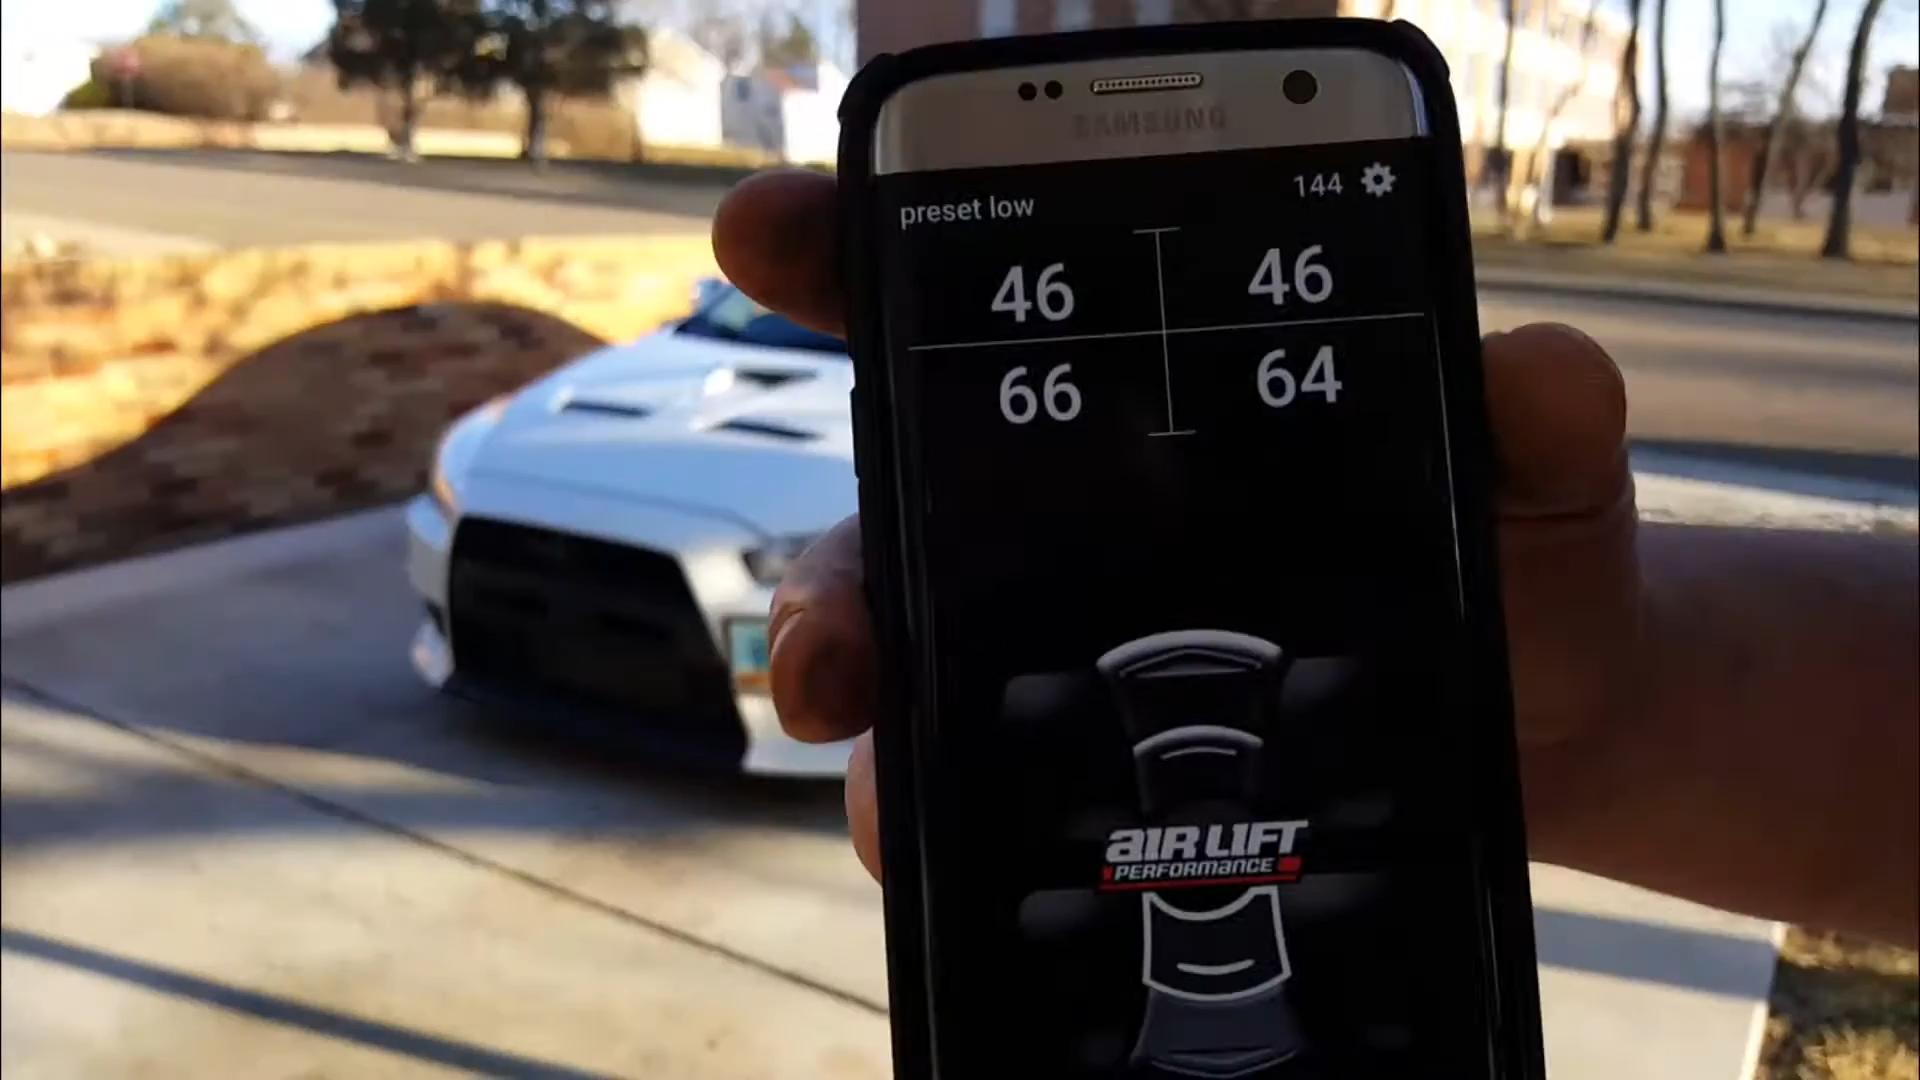 SAMSUNG
preset low
144
46 46
66 64
aIR LIFT
PERFORMaNCE